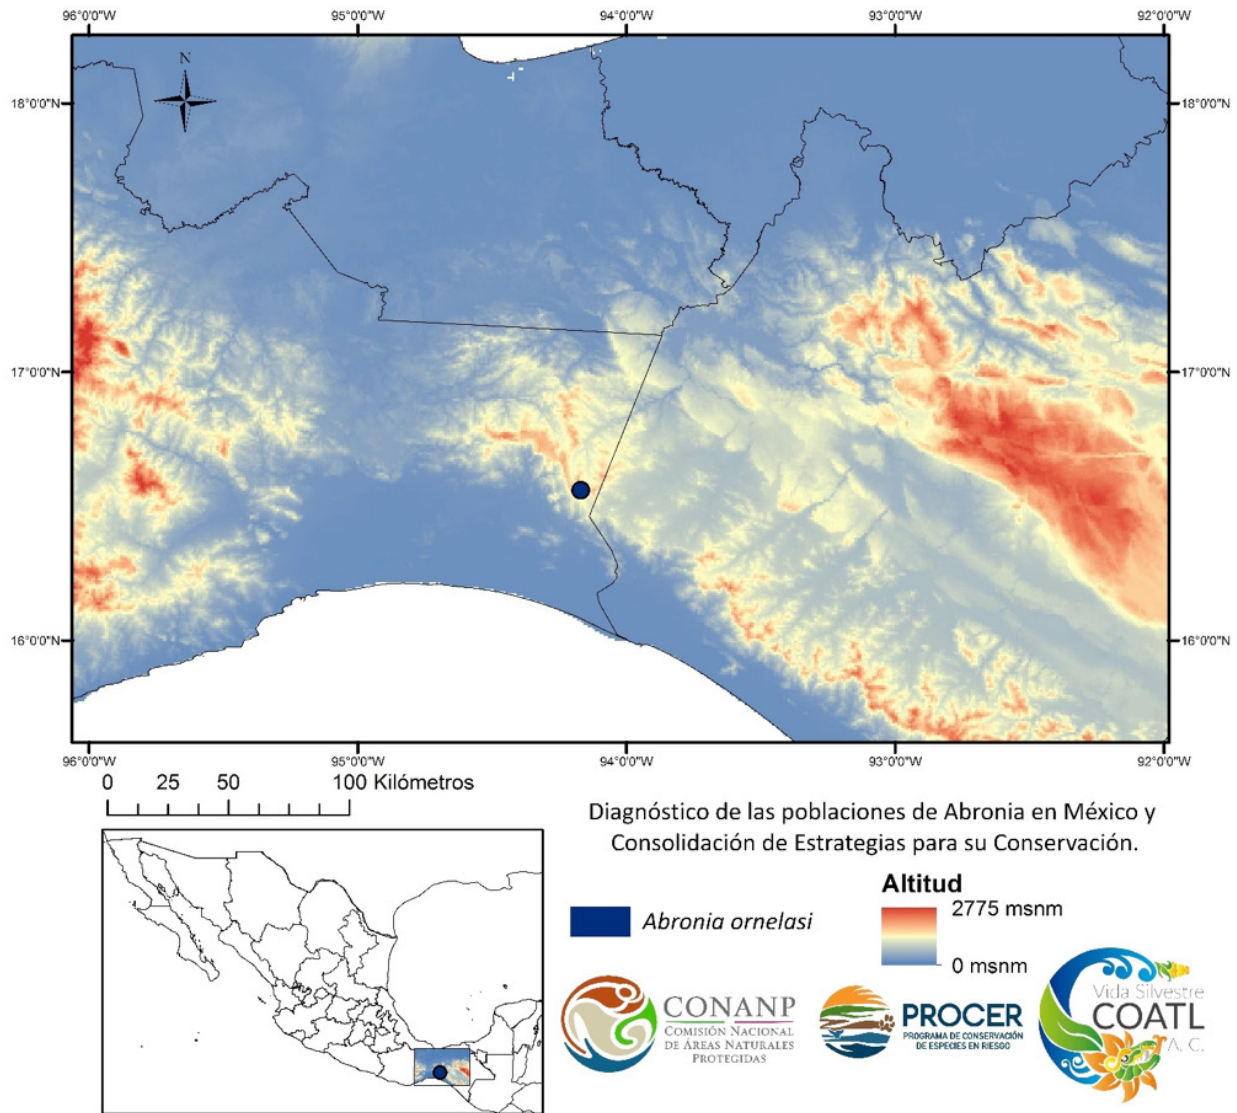 96°0'0"W 95°0'0"W 94°0'0"W 93°0'0"W 92°0'0"W
N
18°0'0"N 18°0'0"N
17°0'0"N 17°0'0"N
16°0'0"N 16°0'0"N
96°0'0"W 95°0'0"W 94°0'0"W 93°0'0"W 92°0'0"W
0 25 50 100 Kilómetros
Diagnóstico de las poblaciones de Abronia en México y
Consolidación de Estrategias para su Conservación.
Abronia ornelasi
Altitud
2775 msnm
0 msnm
CONANP
COMISIÓN NACIONAL
DE ÁREAS NATURALES
PROTEGIDAS
PROCER
PROGRAMA DE CONSERVACIÓN
DE ESPECIES EN RIESGO
Vida Silvestre
COATL
A. C.